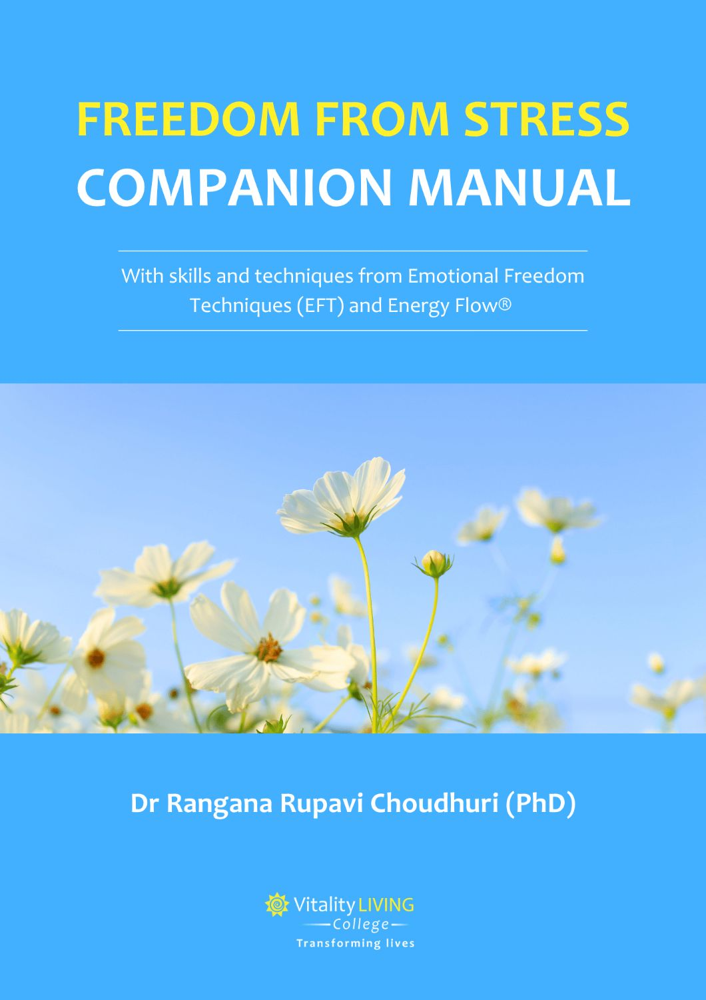 FREEDOM FROM STRESS
COMPANION MANUAL
With skills and techniques from Emotional Freedom
Techniques (EFT) and Energy Flow®
Dr Rangana Rupavi Choudhuri (PhD)
Vitality LIVING
College
Transforming lives